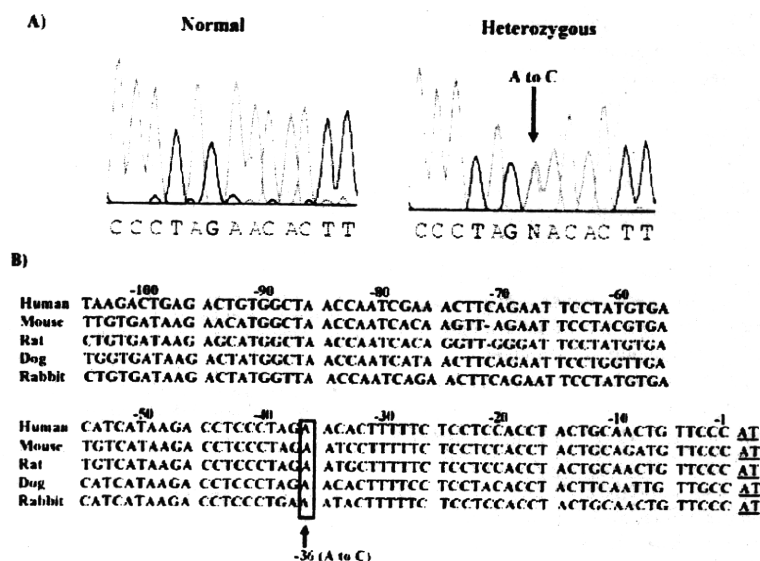 A)
Normal
Heterozygous
A to C
C C C T A G A A C A C T T
C C C T A G N A C A C T T
B)
-100 -90 -80 -70 -60
Human TAAGACTGAG ACTGTGGCTA ACCAATCGAA ACTTCAGAAT TCCTATGTGA
Mouse TTGTGATAAG AACATGGCTA ACCAATCACA AGTT-AGAAT TCCTACGTGA
Rat CTGTGATAAG AGCATGGCTA ACCAATCACA GGTT-GGGAT TCCTATGTGA
Dog TGGTGATAAG ACTATGGCTA ACCAATCATA ACTTCAGAAT TCCTGGTTGA
Rabbit CTGTGATAAG ACTATGGTTA ACCAATCAGA ACTTCAGAAT TCCTATGTGA
-50 -40 -30 -20 -10 -1
Human CATCATAAGA CCTCCCTAGA ACACTTTTTC TCCTCCACCT ACTGCAACTG TTCCC AT
Mouse TGTCATAAGA CCTCCCTAGA ATCCTTTTTC TCCTCCACCT ACTGCAGATG TTCCC AT
Rat TGTCATAAGA CCTCCCTAGA ATGCTTTTTC TCCTCCACCT ACTGCAACTG TTCCC AT
Dog CATCATAAGA CCTCCCTAGA ACACTTTTCC TCCTACACCT ACTTCAATTG TTGCC AT
Rabbit CATCATAAGA CCTCCCTGAA ATACTTTTTC TCCTCCACCT ACTGCAACTG TTCCC AT
-36 (A to C)